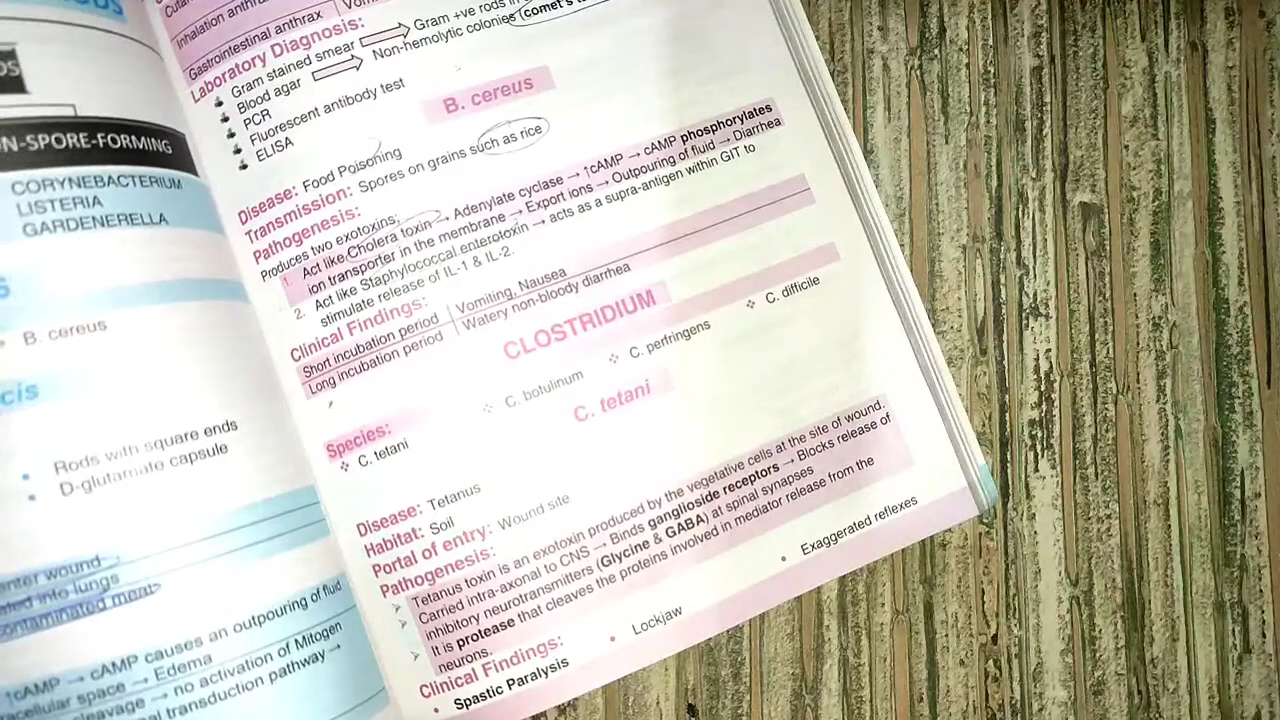 N-SPORE-FORMING
CORYNEBACTERIUM
LISTERIA
GARDENERELLA
B. cereus
Rods with square ends
D-glutamate capsule
wound
into lungs
↑cAMP → cAMP causes an outpouring of fluid
space → Edema
cleavage → no activation of Mitogen
transduction pathway →
Inhalation
Gastrointestinal anthrax
Laboratory Diagnosis:
Gram stained smear Gram +ve rods in
Blood agar Non-hemolytic colonies (comet's
PCR
Fluorescent antibody test
ELISA
B. cereus
Disease: Food Poisoning
Transmission: Spores on grains such as rice
Pathogenesis:
Produces two exotoxins;
1. Act like Cholera toxin → Adenylate cyclase → ↑cAMP → cAMP phosphorylates
ion transporter in the membrane → Export ions → Outpouring of fluid → Diarrhea
2. Act like Staphylococcal enterotoxin → acts as a supra-antigen within GIT to
stimulate release of IL-1 & IL-2.
Clinical Findings:
Short incubation period Vomiting, Nausea
Long incubation period Watery non-bloody diarrhea
CLOSTRIDIUM
Species:
C. tetani C. botulinum C. perfringens C. difficile
C. tetani
Disease: Tetanus
Habitat: Soil
Portal of entry: Wound site
Pathogenesis:
Tetanus toxin is an exotoxin produced by the vegetative cells at the site of wound.
Carried intra-axonal to CNS → Binds ganglioside receptors → Blocks release of
inhibitory neurotransmitters (Glycine & GABA) at spinal synapses
It is protease that cleaves the proteins involved in mediator release from the
neurons.
Clinical Findings:
• Spastic Paralysis • Lockjaw • Exaggerated reflexes